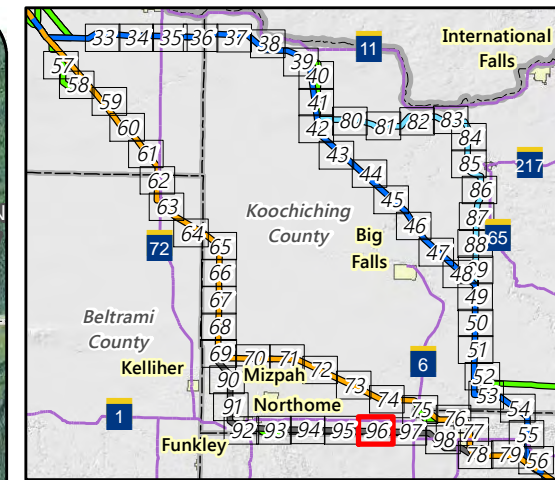 International
Falls
11
33 34 35 36 37 38 39
57
58
40
41
59
60
61
62
63
64
65
66
67
68
69
42 80 81 82 83
84
85
86
87
88
89
217
43
44
45
46
47
48
49
50
51
52
53
54
55
56
Koochiching
County
65
Big
Falls
72
Beltrami
County
6
Kelliher
70 71 72 73 74 75 76 77
78 79
Mizpah
90
91
Northome
1
92 93 94 95 96 97 98
Funkley
N